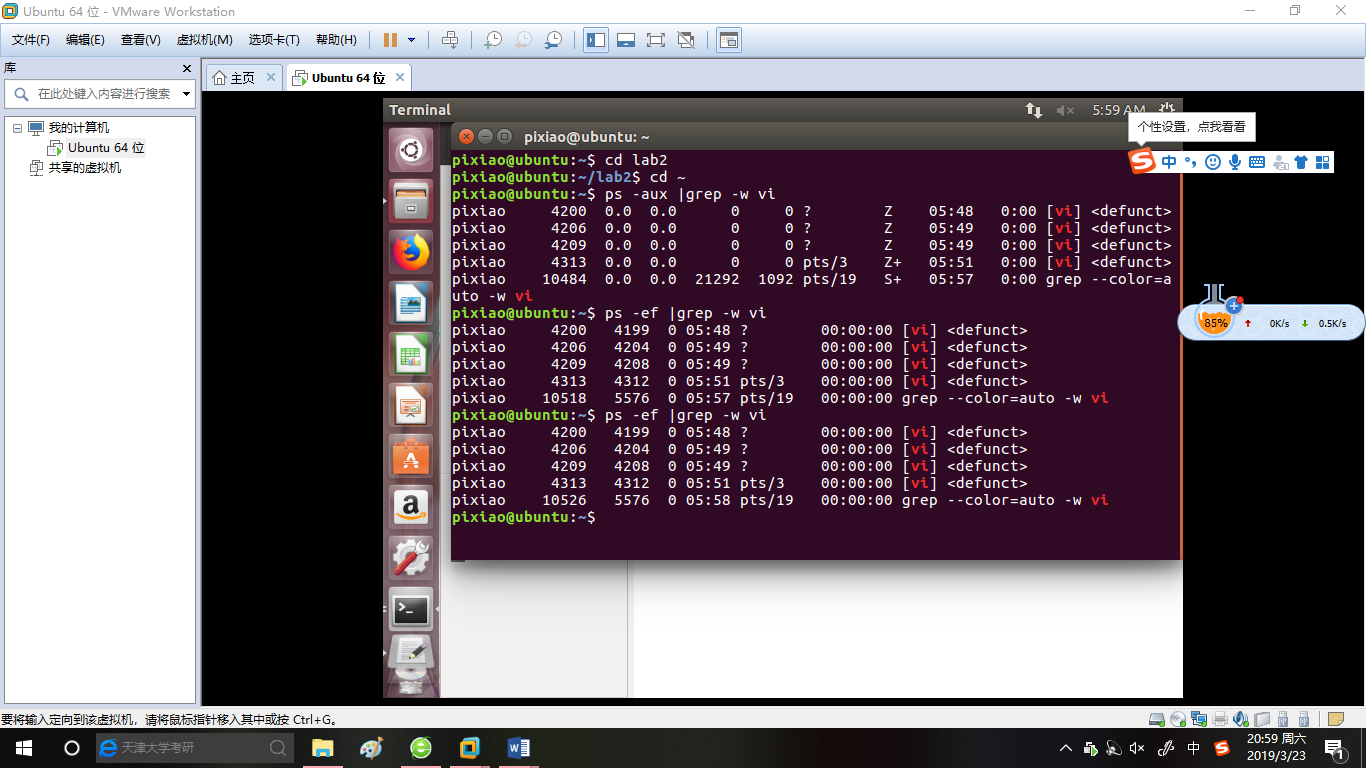 Ubuntu 64 位 - VMware Workstation
文件(F) 编辑(E) 查看(V) 虚拟机(M) 选项卡(T) 帮助(H)
库
在此处键入内容进行搜索
我的计算机
Ubuntu 64 位
共享的虚拟机
主页
Ubuntu 64 位
Terminal
5:59 AM
个性设置，点我看看
中
pixiao@ubuntu: ~
pixiao@ubuntu:~$ cd lab2
pixiao@ubuntu:~/lab2$ cd ~
pixiao@ubuntu:~$ ps -aux |grep -w vi
pixiao     4200  0.0  0.0      0     0 ?        Z    05:48   0:00 [vi] <defunct>
pixiao     4206  0.0  0.0      0     0 ?        Z    05:49   0:00 [vi] <defunct>
pixiao     4209  0.0  0.0      0     0 ?        Z    05:49   0:00 [vi] <defunct>
pixiao     4313  0.0  0.0      0     0 pts/3    Z+   05:51   0:00 [vi] <defunct>
pixiao    10484  0.0  0.0  21292  1092 pts/19   S+   05:57   0:00 grep --color=a
uto -w vi
pixiao@ubuntu:~$ ps -ef |grep -w vi
pixiao     4200   4199  0 05:48 ?        00:00:00 [vi] <defunct>
pixiao     4206   4204  0 05:49 ?        00:00:00 [vi] <defunct>
pixiao     4209   4208  0 05:49 ?        00:00:00 [vi] <defunct>
pixiao     4313   4312  0 05:51 pts/3    00:00:00 [vi] <defunct>
pixiao    10518   5576  0 05:57 pts/19   00:00:00 grep --color=auto -w vi
pixiao@ubuntu:~$ ps -ef |grep -w vi
pixiao     4200   4199  0 05:48 ?        00:00:00 [vi] <defunct>
pixiao     4206   4204  0 05:49 ?        00:00:00 [vi] <defunct>
pixiao     4209   4208  0 05:49 ?        00:00:00 [vi] <defunct>
pixiao     4313   4312  0 05:51 pts/3    00:00:00 [vi] <defunct>
pixiao    10526   5576  0 05:58 pts/19   00:00:00 grep --color=auto -w vi
pixiao@ubuntu:~$
85% 0K/s 0.5K/s
要将输入定向到该虚拟机，请将鼠标指针移入其中或按 Ctrl+G。
天津大学考研
中
20:59 周六
2019/3/23
1